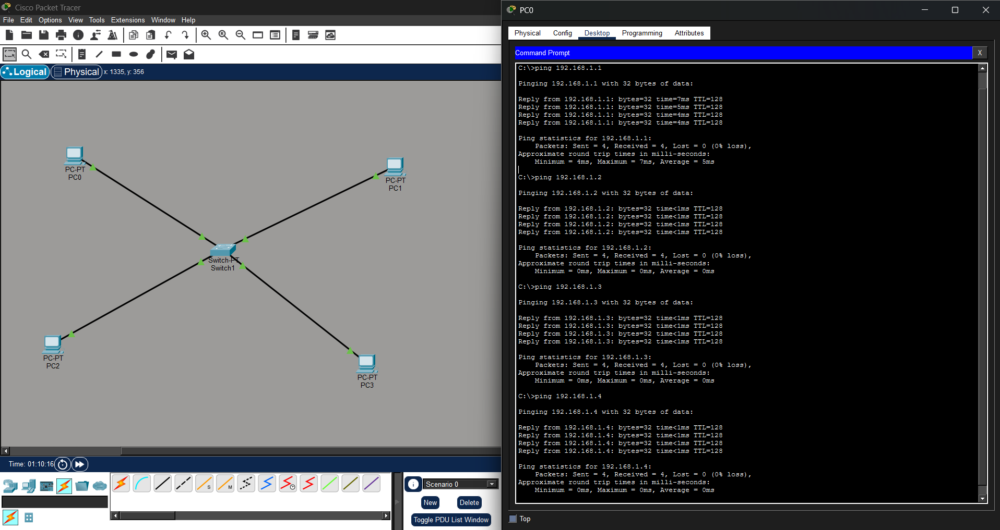 Cisco Packet Tracer
File Edit Options View Tools Extensions Window Help
Logical Physical x: 1335, y: 356
PC-PT
PC0
PC-PT
PC1
Switch-PT
Switch1
PC-PT
PC2
PC-PT
PC3
Time: 01:10:16
S
M
Scenario 0
New Delete
Toggle PDU List Window
PC0
Physical Config Desktop Programming Attributes
Command Prompt X
C:\>ping 192.168.1.1
Pinging 192.168.1.1 with 32 bytes of data:
Reply from 192.168.1.1: bytes=32 time=7ms TTL=128
Reply from 192.168.1.1: bytes=32 time=5ms TTL=128
Reply from 192.168.1.1: bytes=32 time=4ms TTL=128
Reply from 192.168.1.1: bytes=32 time=4ms TTL=128
Ping statistics for 192.168.1.1:
Packets: Sent = 4, Received = 4, Lost = 0 (0% loss),
Approximate round trip times in milli-seconds:
Minimum = 4ms, Maximum = 7ms, Average = 5ms
C:\>ping 192.168.1.2
Pinging 192.168.1.2 with 32 bytes of data:
Reply from 192.168.1.2: bytes=32 time<1ms TTL=128
Reply from 192.168.1.2: bytes=32 time<1ms TTL=128
Reply from 192.168.1.2: bytes=32 time<1ms TTL=128
Reply from 192.168.1.2: bytes=32 time<1ms TTL=128
Ping statistics for 192.168.1.2:
Packets: Sent = 4, Received = 4, Lost = 0 (0% loss),
Approximate round trip times in milli-seconds:
Minimum = 0ms, Maximum = 0ms, Average = 0ms
C:\>ping 192.168.1.3
Pinging 192.168.1.3 with 32 bytes of data:
Reply from 192.168.1.3: bytes=32 time<1ms TTL=128
Reply from 192.168.1.3: bytes=32 time<1ms TTL=128
Reply from 192.168.1.3: bytes=32 time<1ms TTL=128
Reply from 192.168.1.3: bytes=32 time<1ms TTL=128
Ping statistics for 192.168.1.3:
Packets: Sent = 4, Received = 4, Lost = 0 (0% loss),
Approximate round trip times in milli-seconds:
Minimum = 0ms, Maximum = 0ms, Average = 0ms
C:\>ping 192.168.1.4
Pinging 192.168.1.4 with 32 bytes of data:
Reply from 192.168.1.4: bytes=32 time<1ms TTL=128
Reply from 192.168.1.4: bytes=32 time<1ms TTL=128
Reply from 192.168.1.4: bytes=32 time<1ms TTL=128
Reply from 192.168.1.4: bytes=32 time<1ms TTL=128
Ping statistics for 192.168.1.4:
Packets: Sent = 4, Received = 4, Lost = 0 (0% loss),
Approximate round trip times in milli-seconds:
Minimum = 0ms, Maximum = 0ms, Average = 0ms
Top